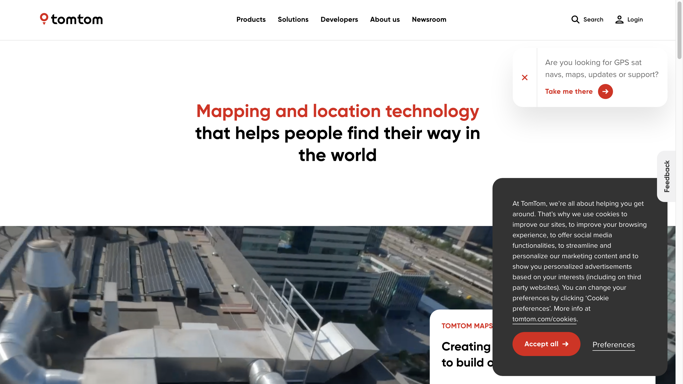 tomtom
Products Solutions Developers About us Newsroom
Search Login
Are you looking for GPS sat
navs, maps, updates or support?
Take me there
Mapping and location technology
that helps people find their way in
the world
Feedback
At TomTom, we're all about helping you get
around. That's why we use cookies to
improve our sites, to improve your browsing
experience, to offer social media
functionalities, to streamline and
personalize our marketing content and to
show you personalized advertisements
based on your interests (including on third
party websites). You can change your
preferences by clicking 'Cookie
preferences'. More info at
tomtom.com/cookies.
Accept all
Preferences
TOMTOM MAPS
Creating
to build